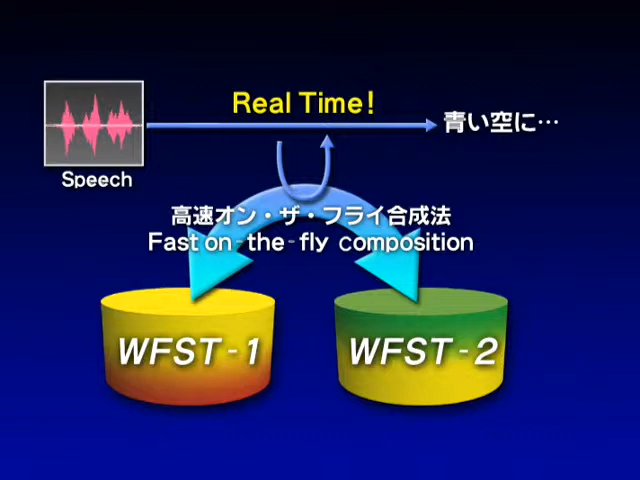 Real Time!
青い空に…
Speech
高速オン・ザ・フライ合成法
Fast on-the-fly composition
WFST-1
WFST-2